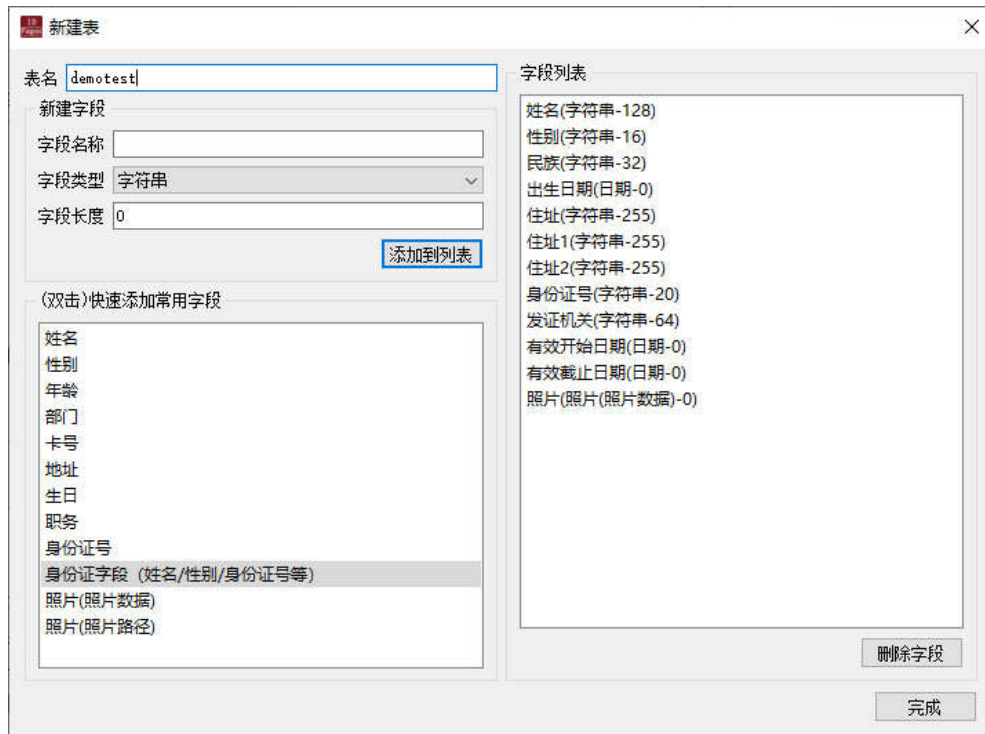 ID
Pages
新建表
表名 demotest
新建字段
字段名称
字段类型 字符串
字段长度 0
添加到列表
(双击)快速添加常用字段
姓名
性别
年龄
部门
卡号
地址
生日
职务
身份证号
身份证字段（姓名/性别/身份证号等）
照片(照片数据)
照片(照片路径)
字段列表
姓名(字符串-128)
性别(字符串-16)
民族(字符串-32)
出生日期(日期-0)
住址(字符串-255)
住址1(字符串-255)
住址2(字符串-255)
身份证号(字符串-20)
发证机关(字符串-64)
有效开始日期(日期-0)
有效截止日期(日期-0)
照片(照片(照片数据)-0)
删除字段
完成